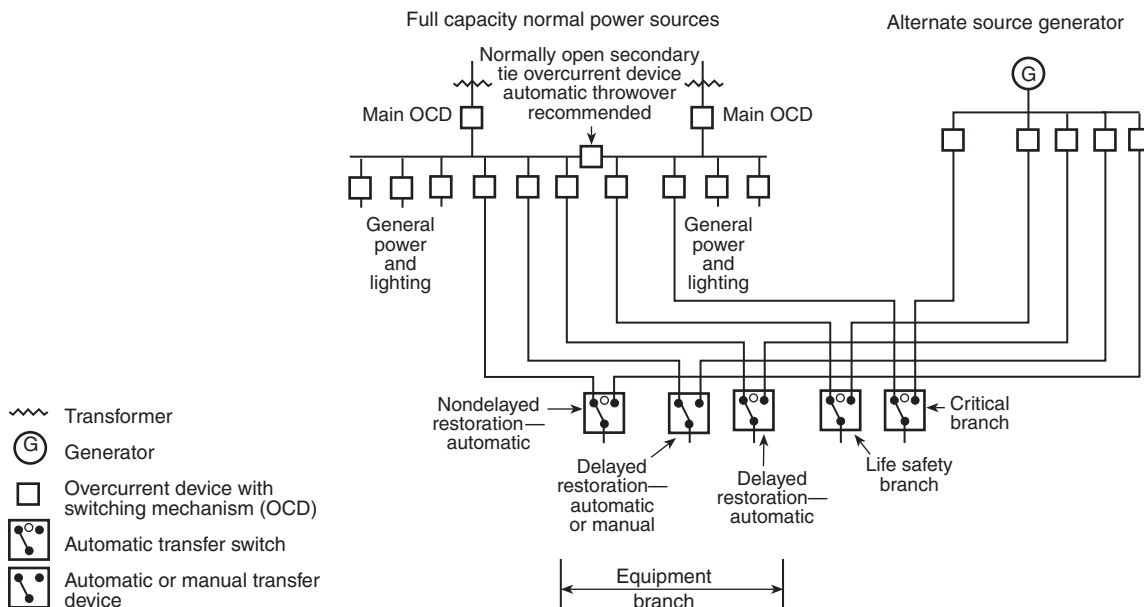 Full capacity normal power sources
Alternate source generator
Normally open secondary
tie overcurrent device
automatic throwover
recommended
G
Main OCD
Main OCD
General
power
and
lighting
General
power
and
lighting
Nondelayed
restoration—
automatic
Delayed
restoration—
automatic
or manual
Delayed
restoration—
automatic
Life safety
branch
Critical
branch
Transformer
G
Generator
Overcurrent device with
switching mechanism (OCD)
Automatic transfer switch
Automatic or manual transfer
device
Equipment
branch